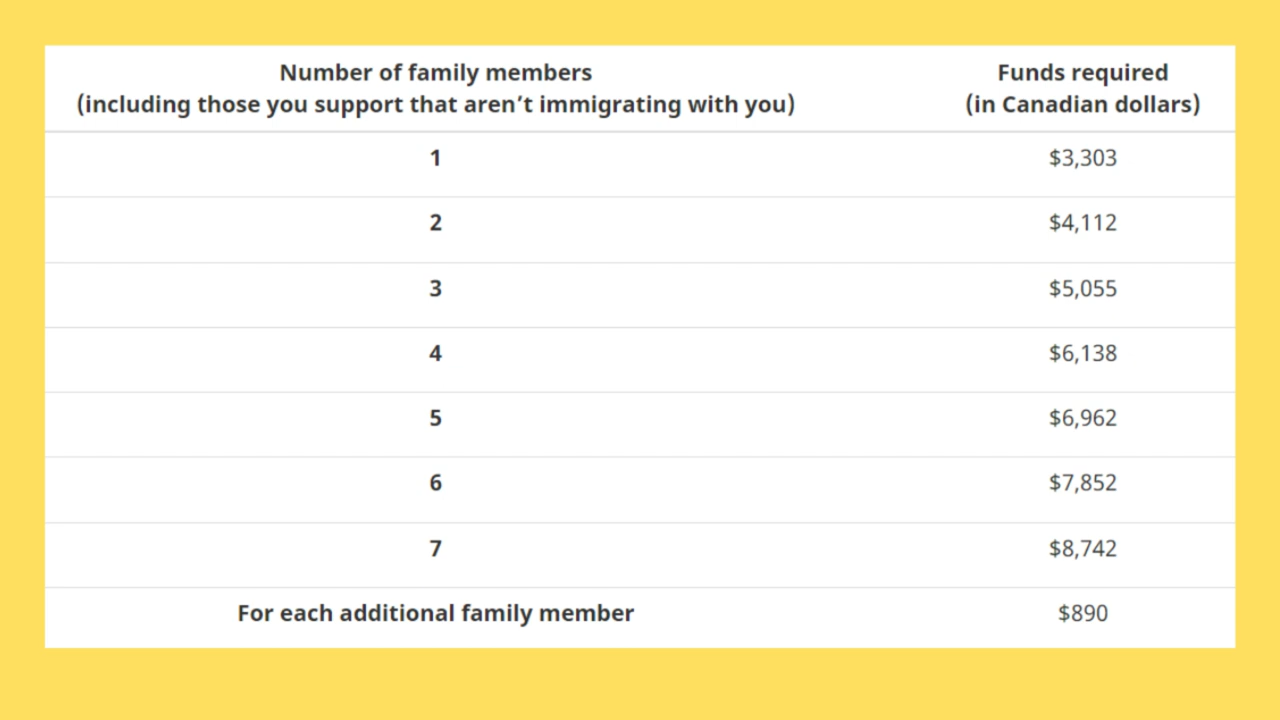 Number of family members
(including those you support that aren’t immigrating with you)
Funds required
(in Canadian dollars)
1 $3,303
2 $4,112
3 $5,055
4 $6,138
5 $6,962
6 $7,852
7 $8,742
For each additional family member $890